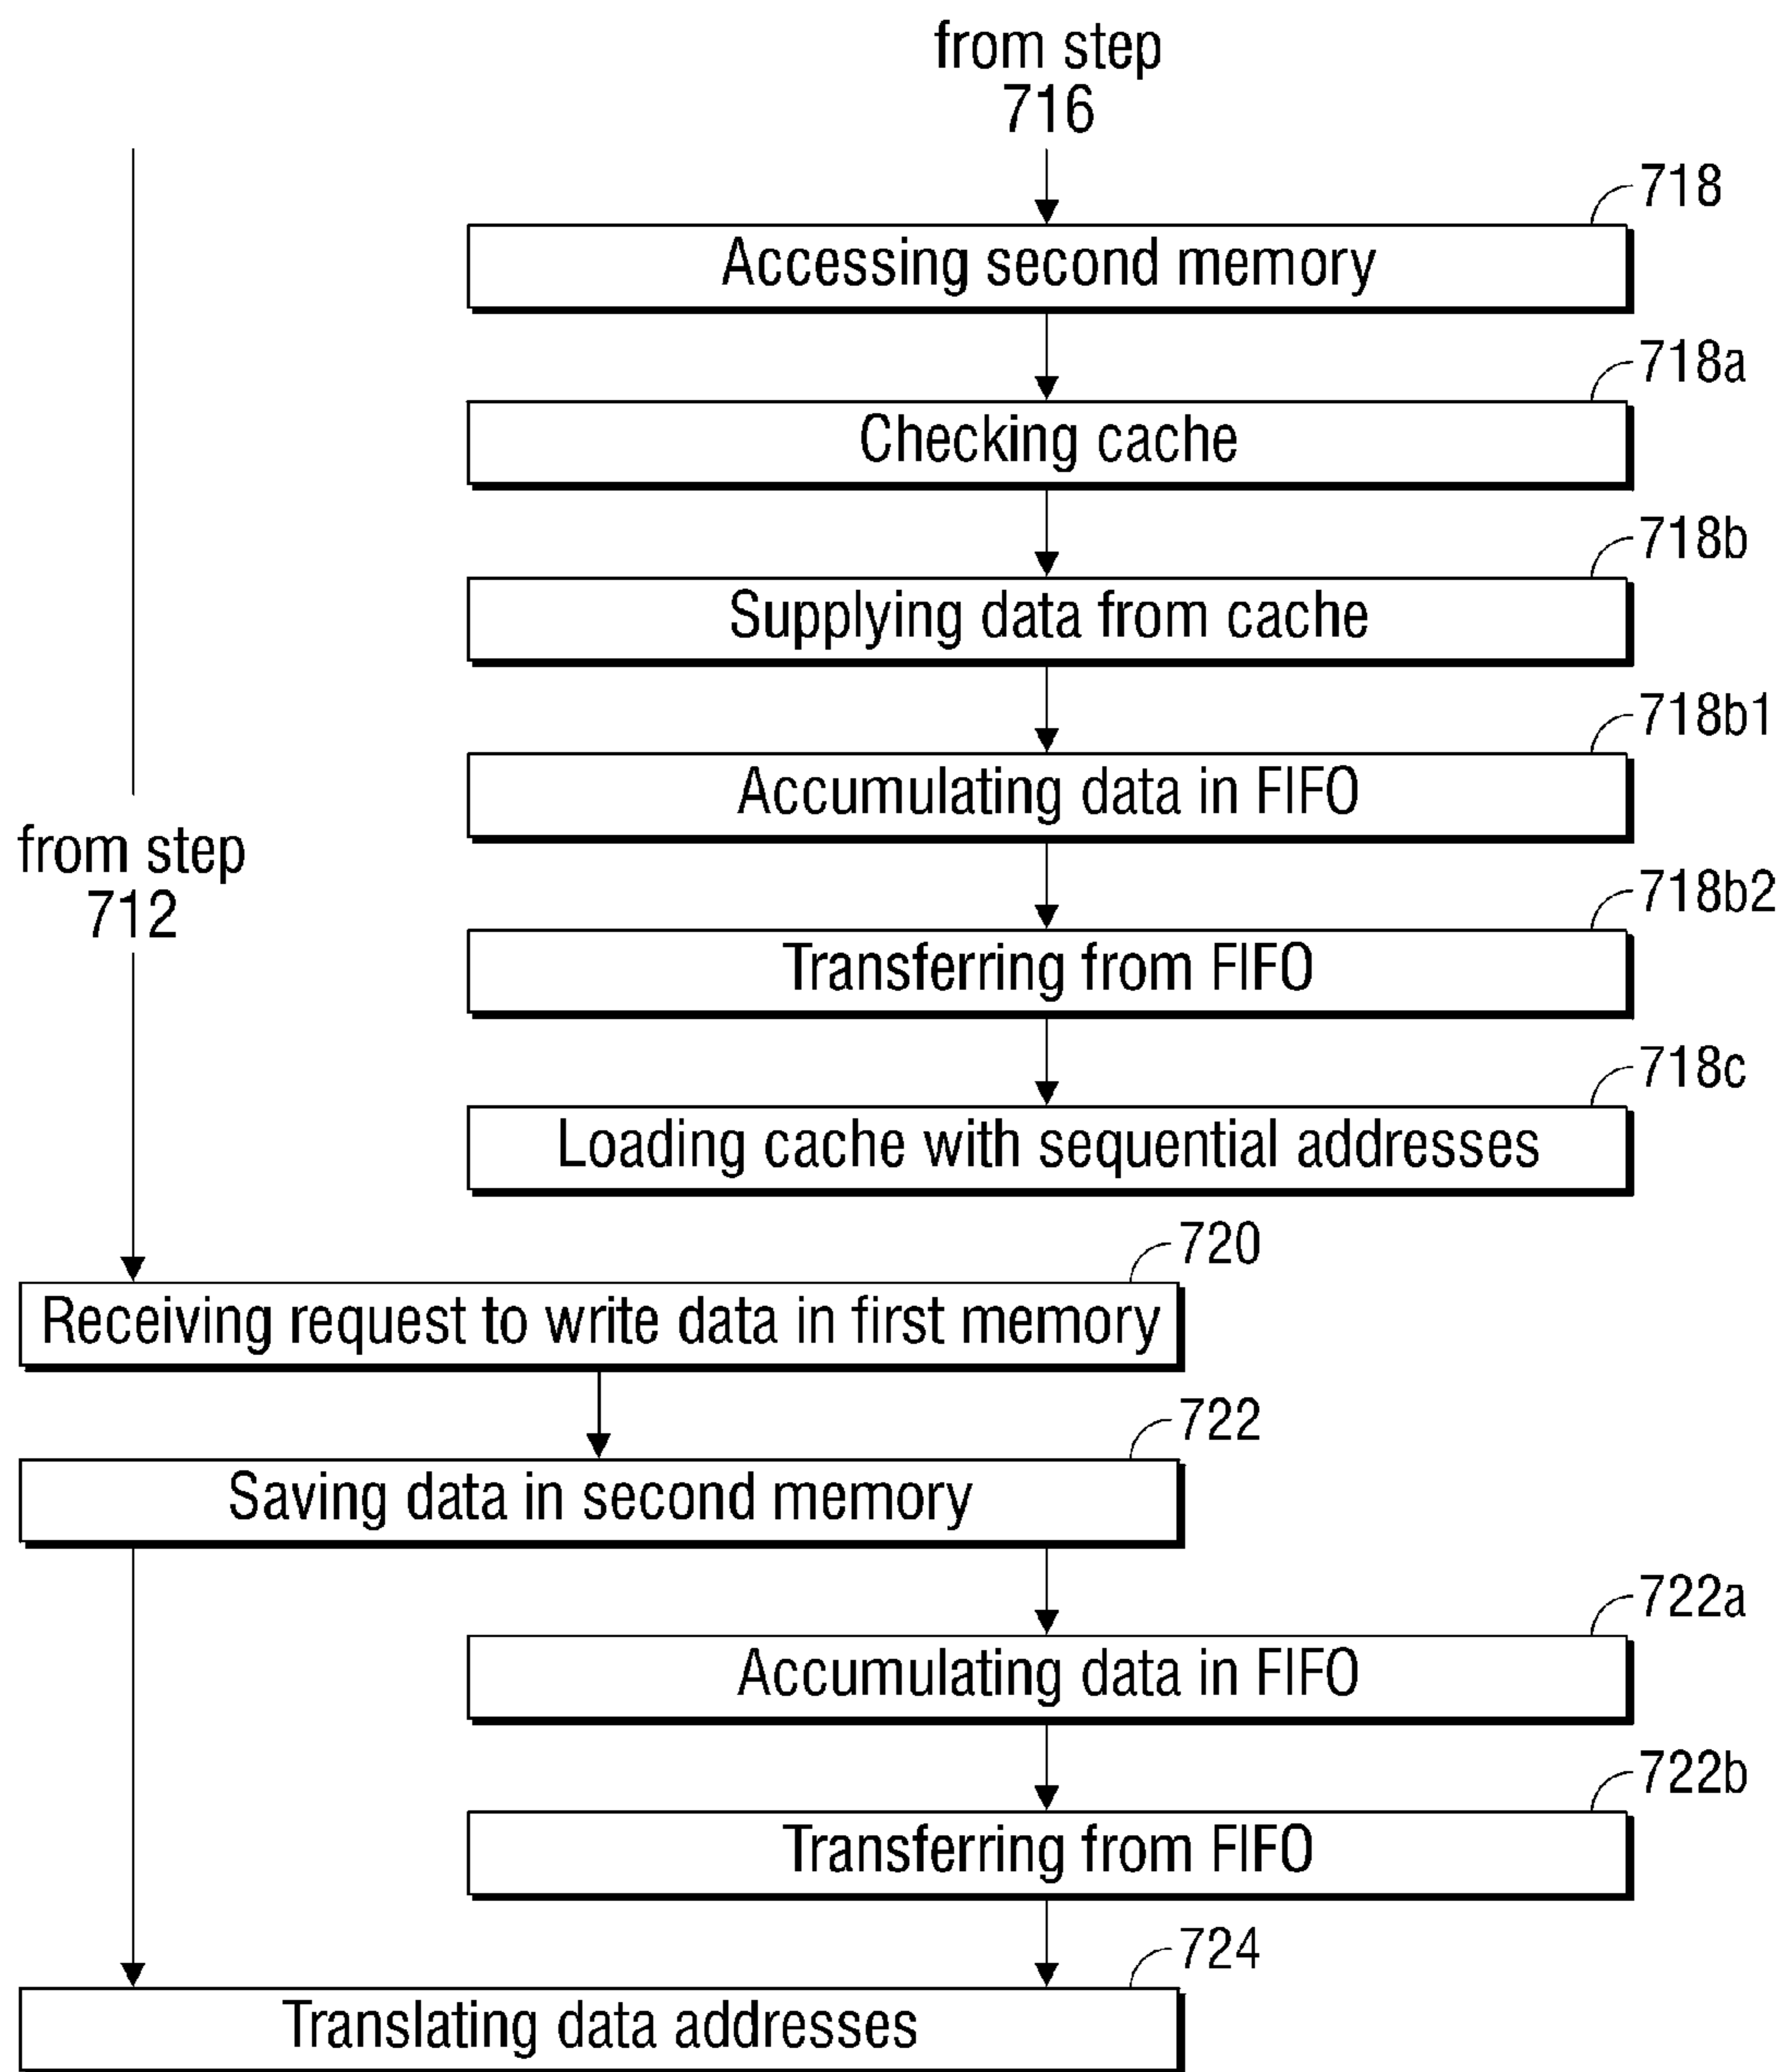 from step
716
718
Accessing second memory
718a
Checking cache
718b
Supplying data from cache
718b1
Accumulating data in FIFO
from step
712
718b2
Transferring from FIFO
718c
Loading cache with sequential addresses
720
Receiving request to write data in first memory
722
Saving data in second memory
722a
Accumulating data in FIFO
722b
Transferring from FIFO
724
Translating data addresses